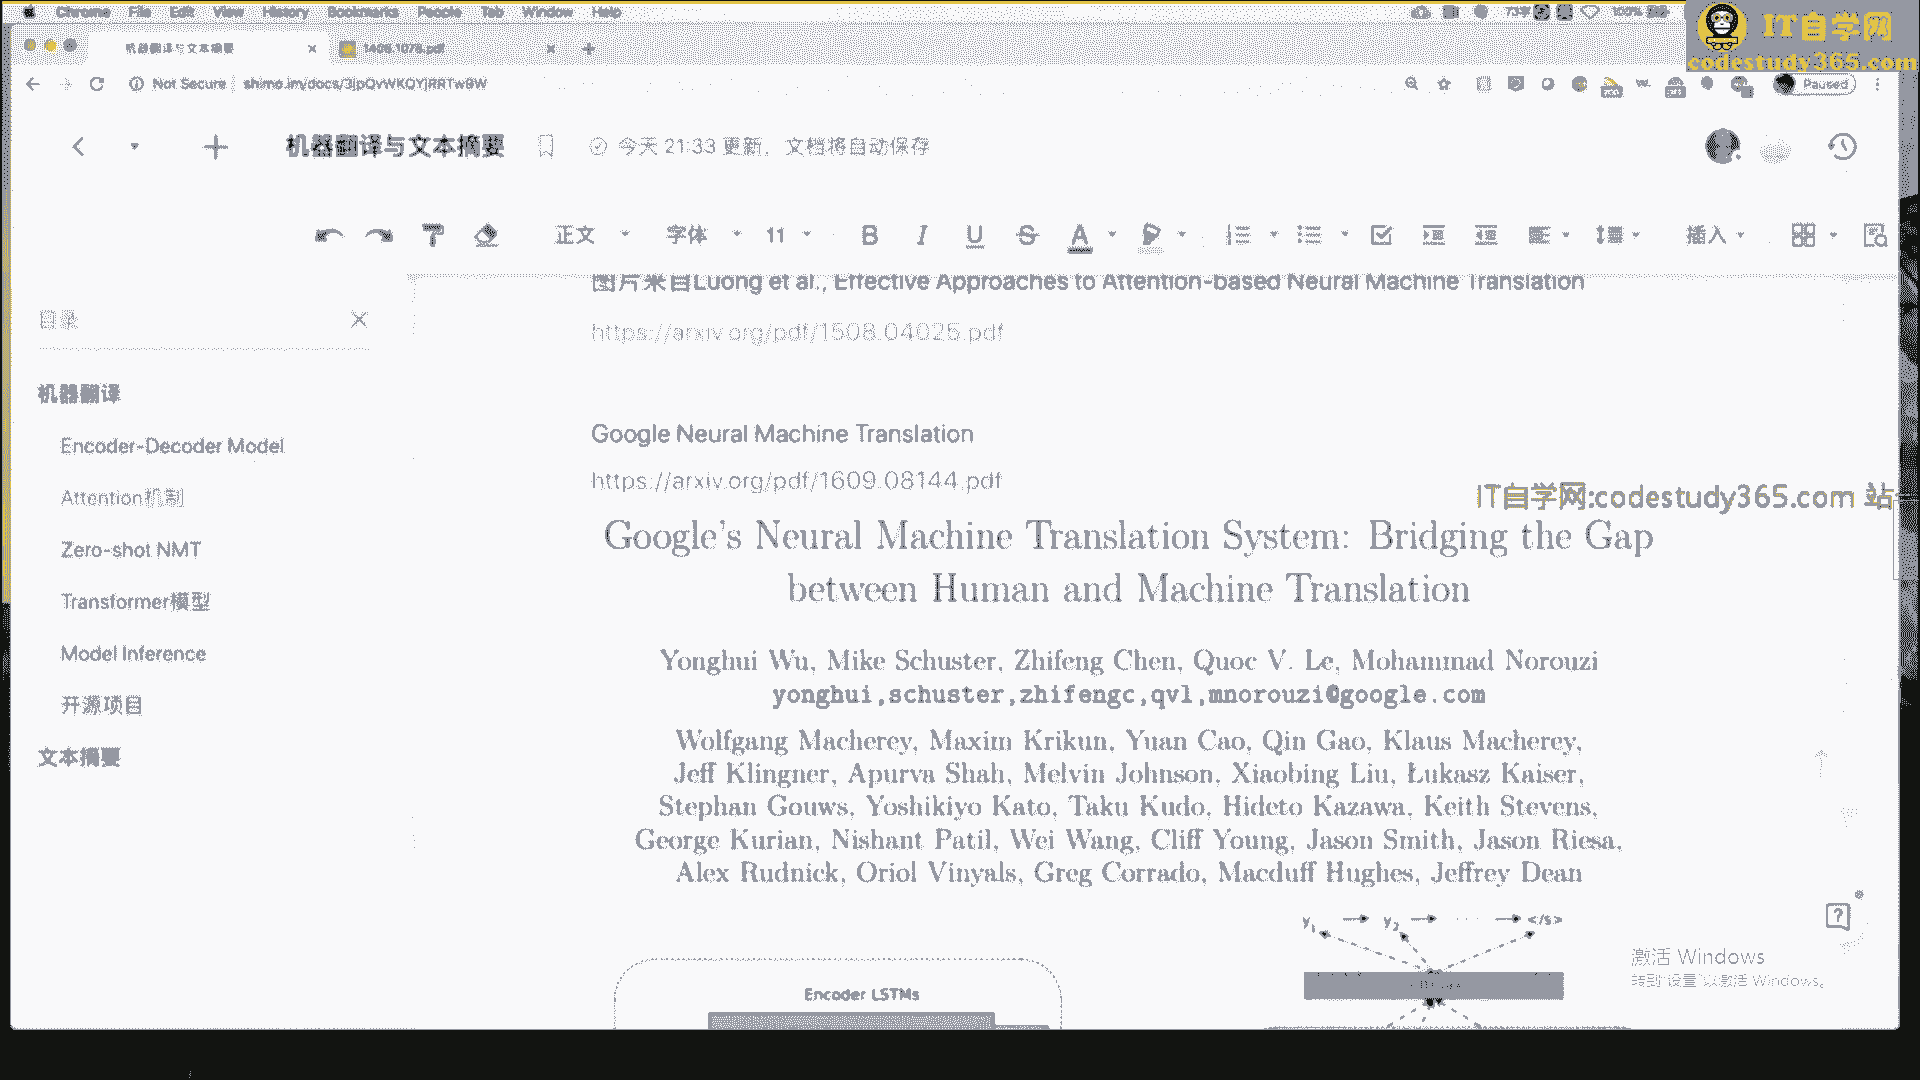 Chrome File Edit View History Bookmarks People Tab Window Help
100%
IT自学网
codestudy365.com
机器翻译与文本摘要
1406.1078.pdf
Not Secure
shimo.im/docs/3jpQvWKQYjRRTw8W
Paused
机器翻译与文本摘要
今天 21:33 更新，文档将自动保存
正文
字体
11
B I U S A
插入
图片来自Luong et al., Effective Approaches to Attention-based Neural Machine Translation
https://arxiv.org/pdf/1508.04025.pdf
目录
机器翻译
Encoder-Decoder Model
Attention机制
Zero-shot NMT
Transformer模型
Model Inference
开源项目
文本摘要
Google Neural Machine Translation
https://arxiv.org/pdf/1609.08144.pdf
IT自学网:codestudy365.com 站
Google's Neural Machine Translation System: Bridging the Gap
between Human and Machine Translation
Yonghui Wu, Mike Schuster, Zhifeng Chen, Quoc V. Le, Mohammad Norouzi
yonghui,schuster,zhifengc,qvl,mnorouzi@google.com
Wolfgang Macherey, Maxim Krikun, Yuan Cao, Qin Gao, Klaus Macherey,
Jeff Klingner, Apurva Shah, Melvin Johnson, Xiaobing Liu, Łukasz Kaiser,
Stephan Gouws, Yoshikiyo Kato, Taku Kudo, Hideto Kazawa, Keith Stevens,
George Kurian, Nishant Patil, Wei Wang, Cliff Young, Jason Smith, Jason Riesa,
Alex Rudnick, Oriol Vinyals, Greg Corrado, Macduff Hughes, Jeffrey Dean
y1 y2 </s>
Encoder LSTMs
激活 Windows
转到"设置"以激活 Windows。